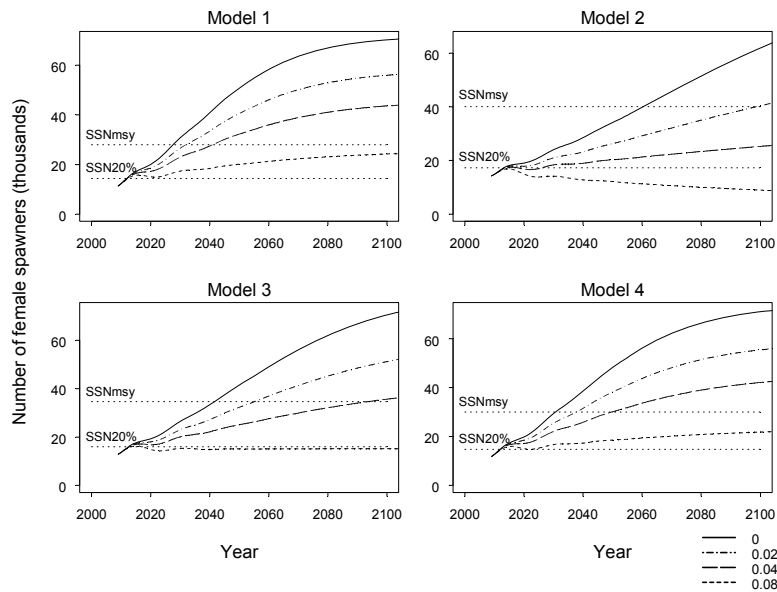 Model 1
Model 2
60
40
20
0
SSNmsy
SSN20%
2000 2020 2040 2060 2080 2100
60
40
20
0
SSNmsy
SSN20%
2000 2020 2040 2060 2080 2100
Model 3
Model 4
60
40
20
0
SSNmsy
SSN20%
2000 2020 2040 2060 2080 2100
60
40
20
0
SSNmsy
SSN20%
2000 2020 2040 2060 2080 2100
Number of female spawners (thousands)
Year
Year
0
0.02
0.04
0.08